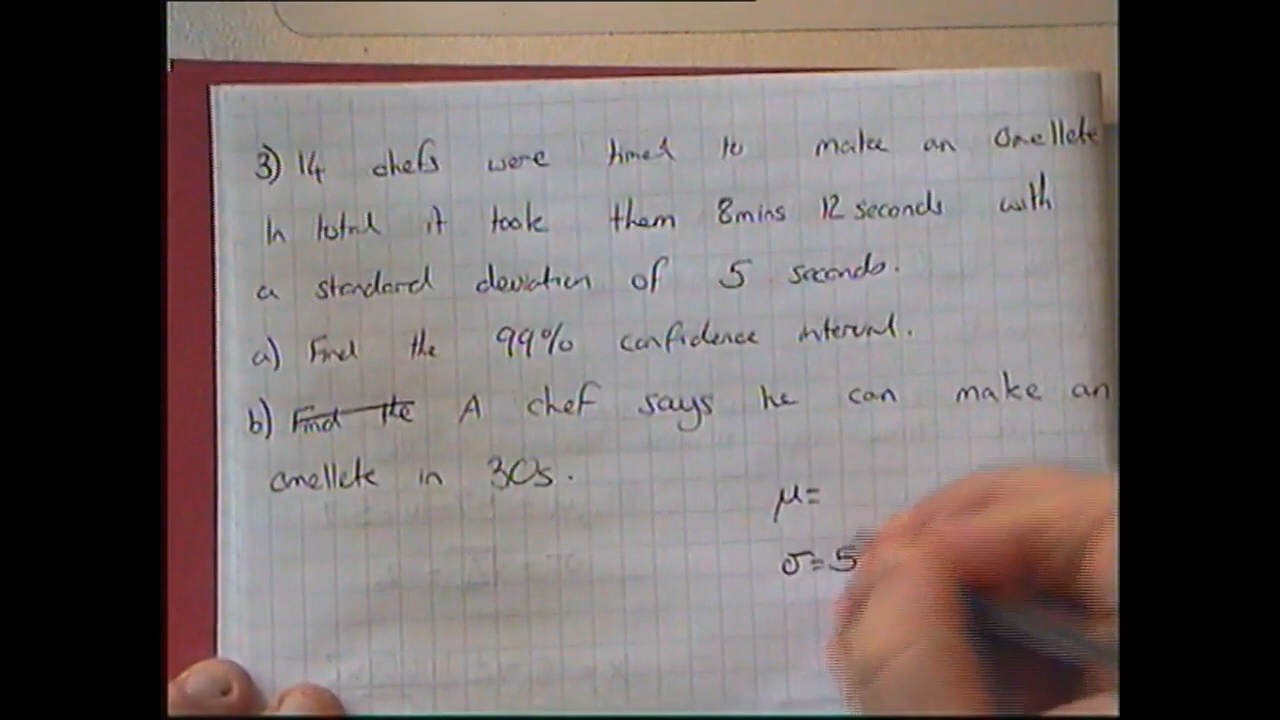 3) 14 chefs were timed to make an omellete
In total it took them 8mins 12 seconds with
a standard deviation of 5 seconds.
a) Find the 99% confidence interval.
b) Find the A chef says he can make an
omellete in 30s.
μ=
σ=5